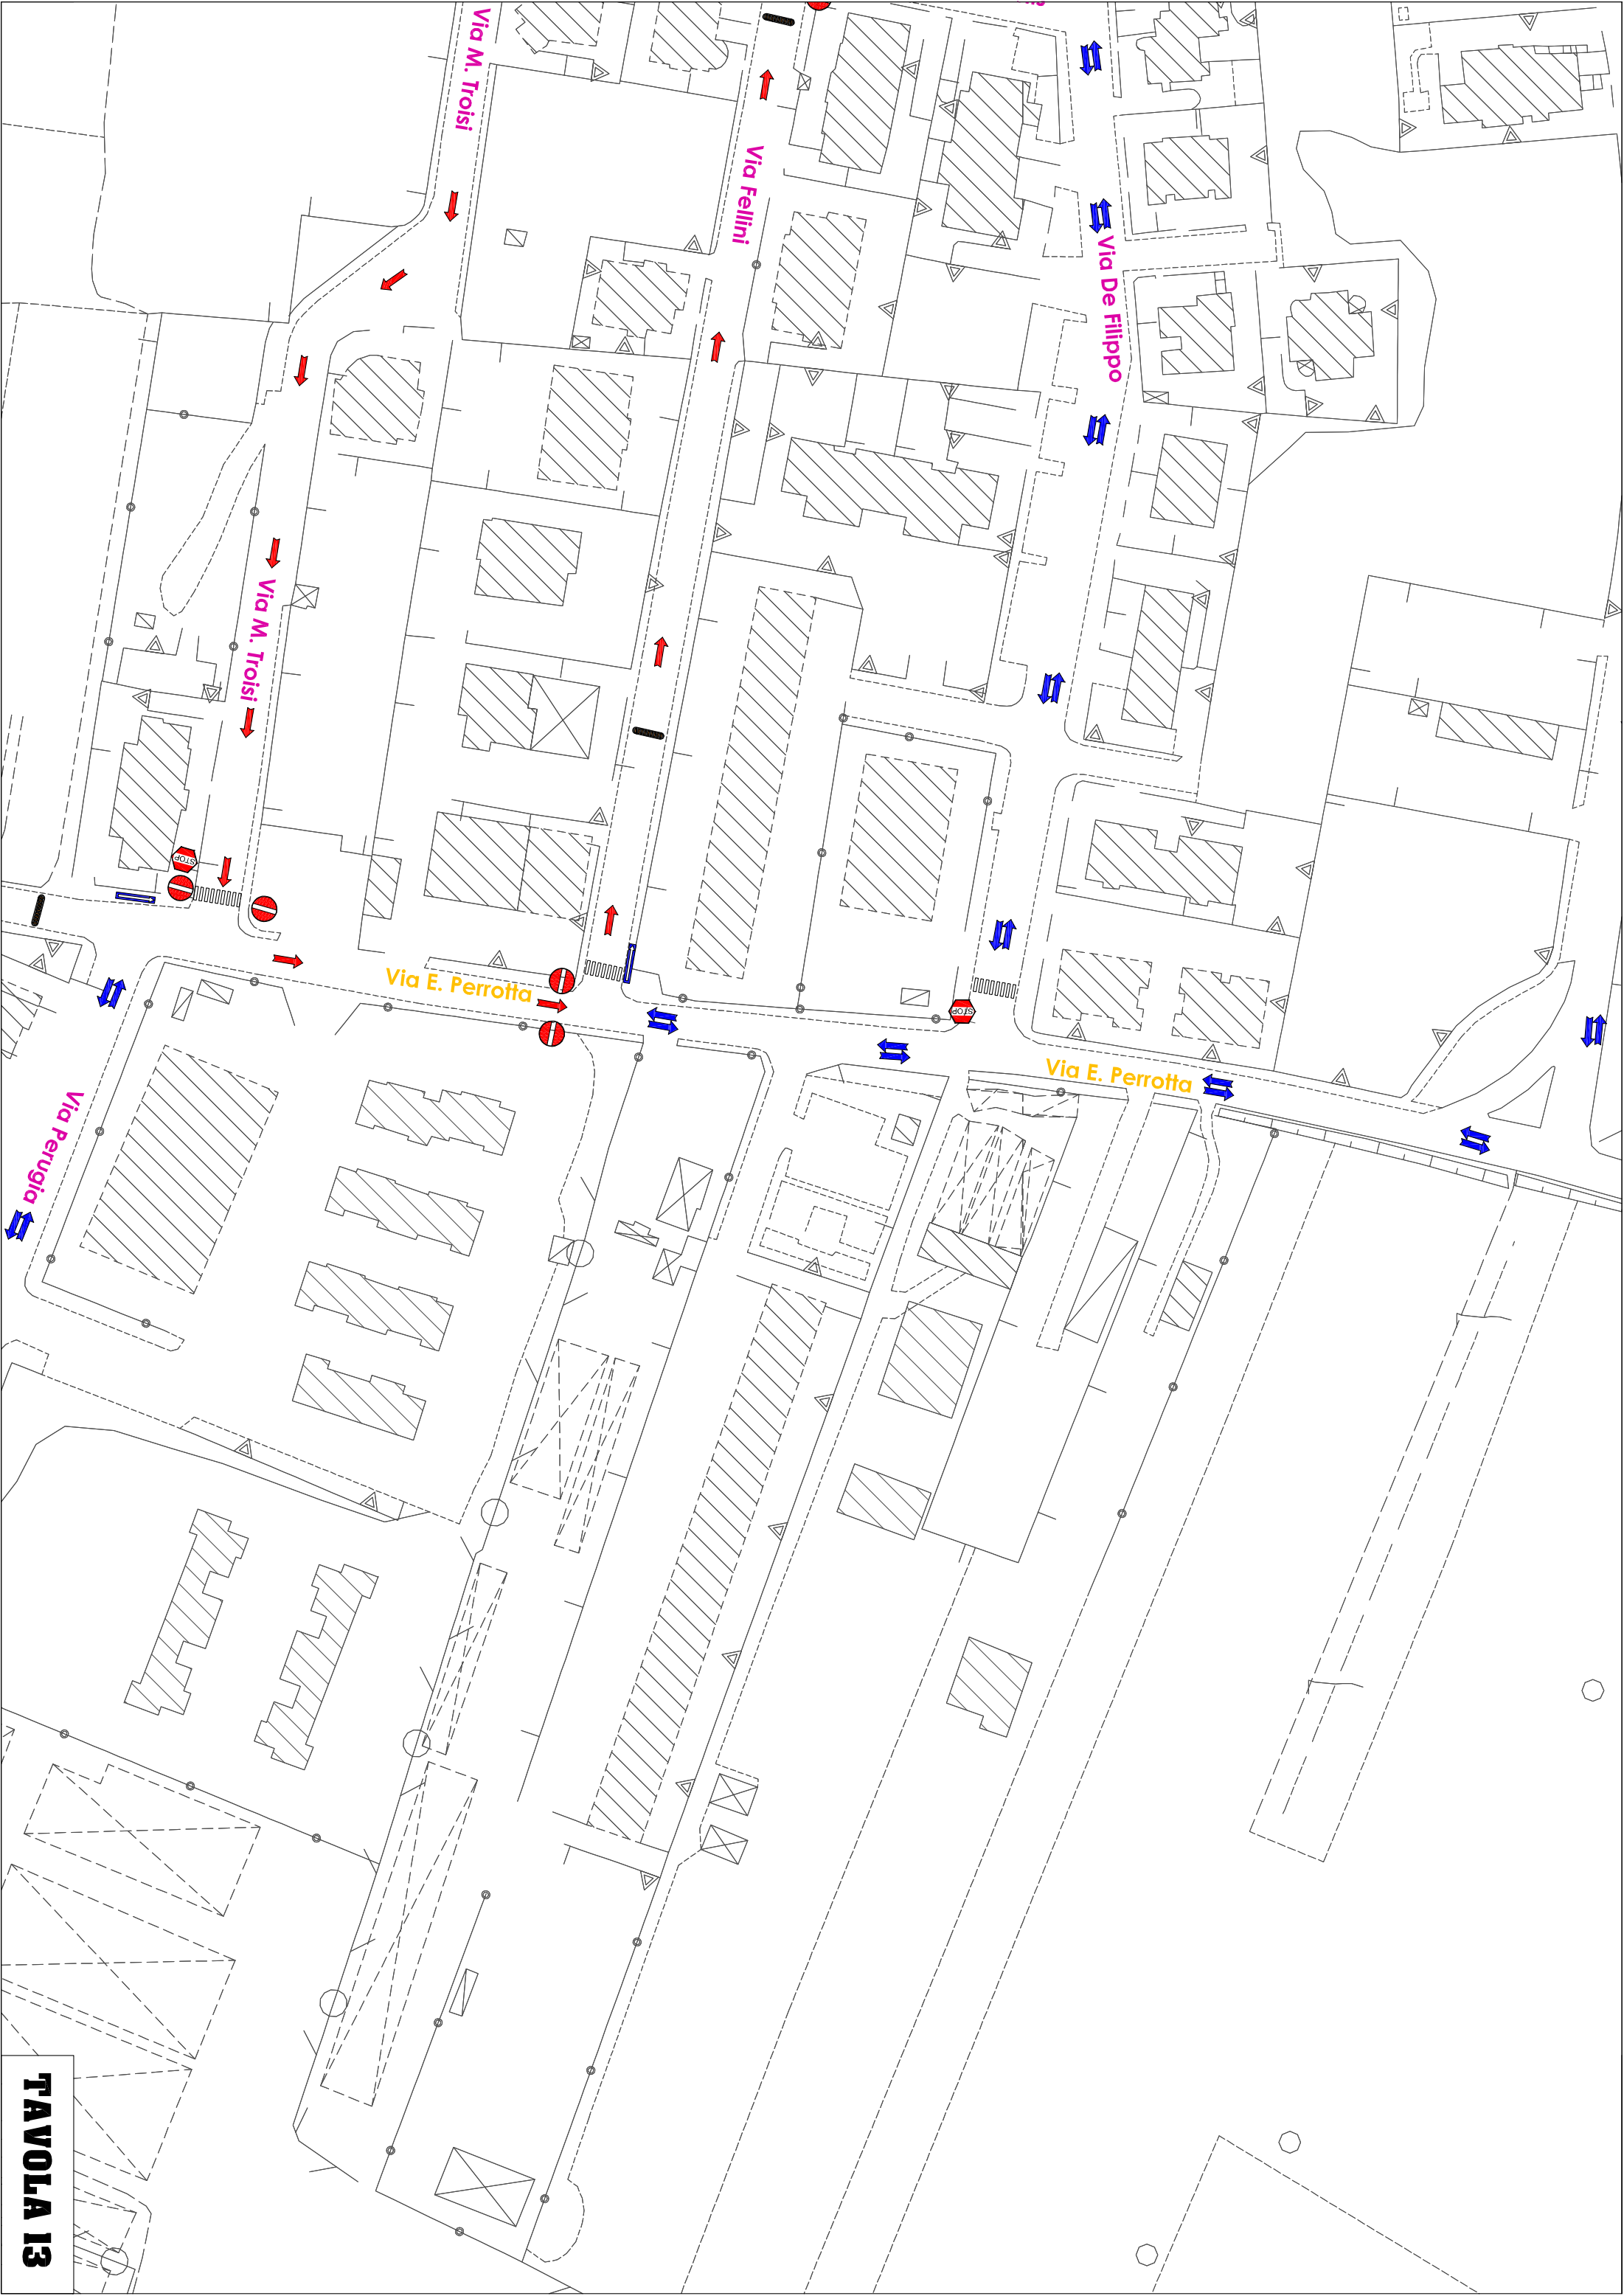 Via M. Troisi
Via Fellini
Via De Filippo
Via M. Troisi
STOP
Via E. Perrotta
STOP
Via E. Perrotta
Via Perugia
TAVOLA 13